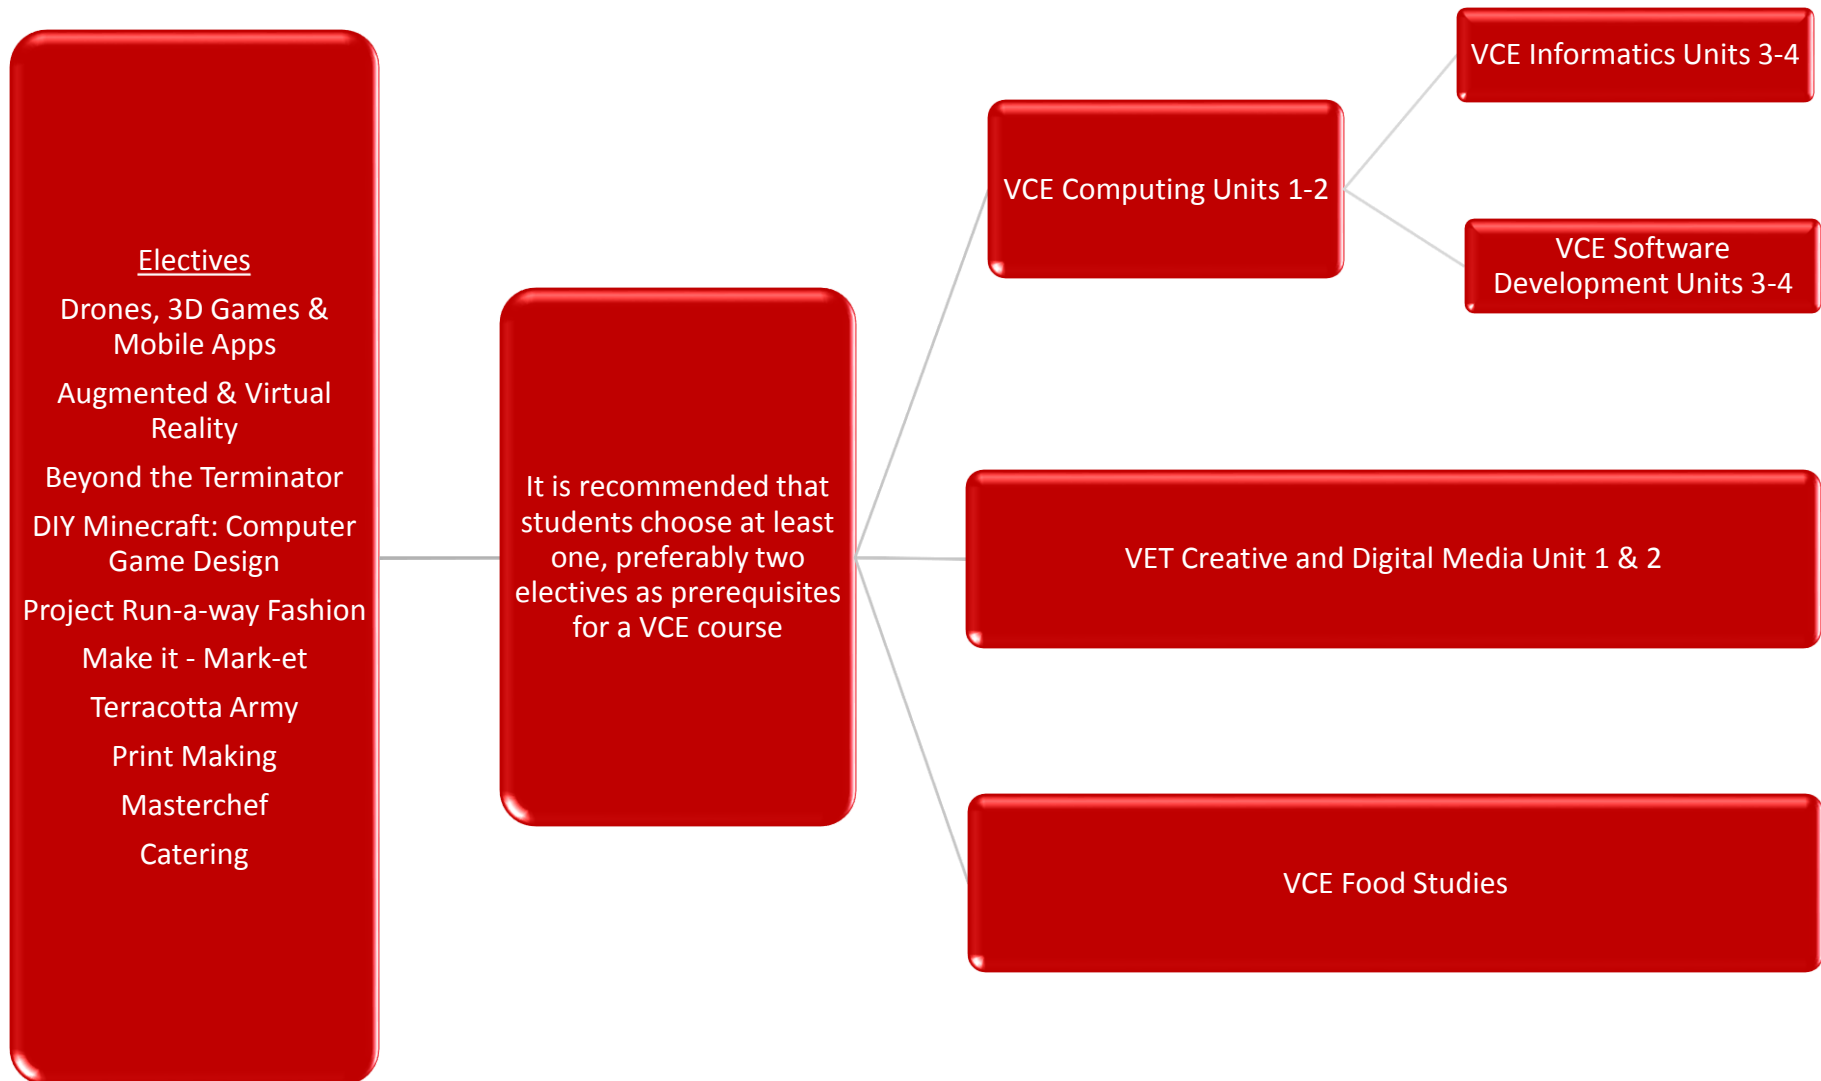 Electives
Drones, 3D Games &
Mobile Apps
Augmented & Virtual
Reality
Beyond the Terminator
DIY Minecraft: Computer
Game Design
Project Run-a-way Fashion
Make it - Mark-et
Terracotta Army
Print Making
Masterchef
Catering
It is recommended that
students choose at least
one, preferably two
electives as prerequisites
for a VCE course
VCE Computing Units 1-2
VCE Informatics Units 3-4
VCE Software
Development Units 3-4
VET Creative and Digital Media Unit 1 & 2
VCE Food Studies